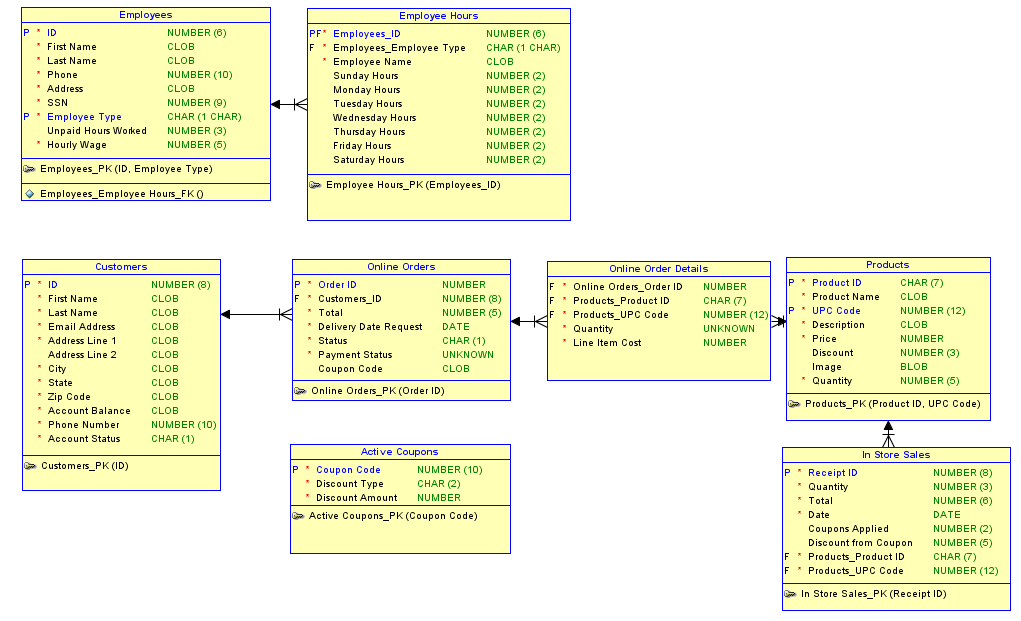 Employees
P * ID NUMBER (6)
* First Name CLOB
* Last Name CLOB
* Phone NUMBER (10)
* Address CLOB
* SSN NUMBER (9)
P * Employee Type CHAR (1 CHAR)
Unpaid Hours Worked NUMBER (3)
* Hourly Wage NUMBER (5)
Employees_PK (ID, Employee Type)
Employees_Employee Hours_FK ()
Employee Hours
PF* Employees_ID NUMBER (6)
F * Employees_Employee Type CHAR (1 CHAR)
* Employee Name CLOB
Sunday Hours NUMBER (2)
Monday Hours NUMBER (2)
Tuesday Hours NUMBER (2)
Wednesday Hours NUMBER (2)
Thursday Hours NUMBER (2)
Friday Hours NUMBER (2)
Saturday Hours NUMBER (2)
Employee Hours_PK (Employees_ID)
Customers
P * ID NUMBER (8)
* First Name CLOB
* Last Name CLOB
* Email Address CLOB
* Address Line 1 CLOB
Address Line 2 CLOB
* City CLOB
* State CLOB
* Zip Code CLOB
* Account Balance CLOB
* Phone Number NUMBER (10)
* Account Status CHAR (1)
Customers_PK (ID)
Online Orders
P * Order ID NUMBER
F * Customers_ID NUMBER (8)
* Total NUMBER (5)
* Delivery Date Request DATE
* Status CHAR (1)
* Payment Status UNKNOWN
Coupon Code CLOB
Online Orders_PK (Order ID)
Online Order Details
F * Online Orders_Order ID NUMBER
F * Products_Product ID CHAR (7)
F * Products_UPC Code NUMBER (12)
* Quantity UNKNOWN
* Line Item Cost NUMBER
Products
P * Product ID CHAR (7)
* Product Name CLOB
P * UPC Code NUMBER (12)
* Description CLOB
* Price NUMBER
Discount NUMBER (3)
Image BLOB
* Quantity NUMBER (5)
Products_PK (Product ID, UPC Code)
Active Coupons
P * Coupon Code NUMBER (10)
* Discount Type CHAR (2)
* Discount Amount NUMBER
Active Coupons_PK (Coupon Code)
In Store Sales
P * Receipt ID NUMBER (8)
* Quantity NUMBER (3)
* Total NUMBER (6)
* Date DATE
Coupons Applied NUMBER (2)
Discount from Coupon NUMBER (5)
F * Products_Product ID CHAR (7)
F * Products_UPC Code NUMBER (12)
In Store Sales_PK (Receipt ID)